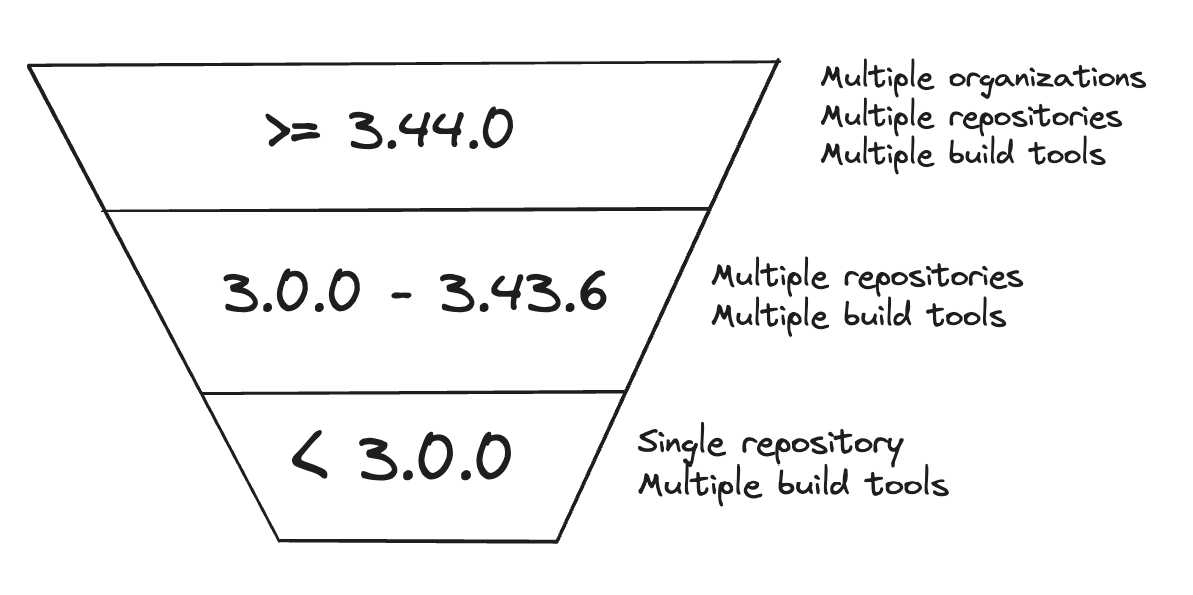 >= 3.44.0
Multiple organizations
Multiple repositories
Multiple build tools
3.0.0 - 3.43.6
Multiple repositories
Multiple build tools
< 3.0.0
Single repository
Multiple build tools